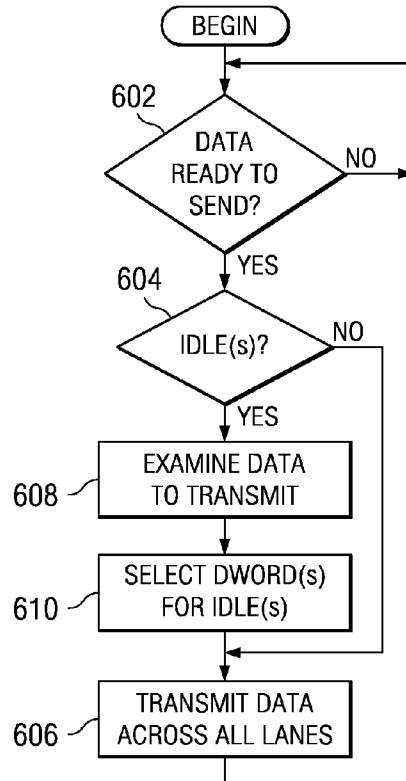 BEGIN
602
DATA
READY TO
SEND?
NO
YES
604
IDLE(s)?
NO
YES
608
EXAMINE DATA
TO TRANSMIT
610
SELECT DWORD(s)
FOR IDLE(s)
606
TRANSMIT DATA
ACROSS ALL LANES